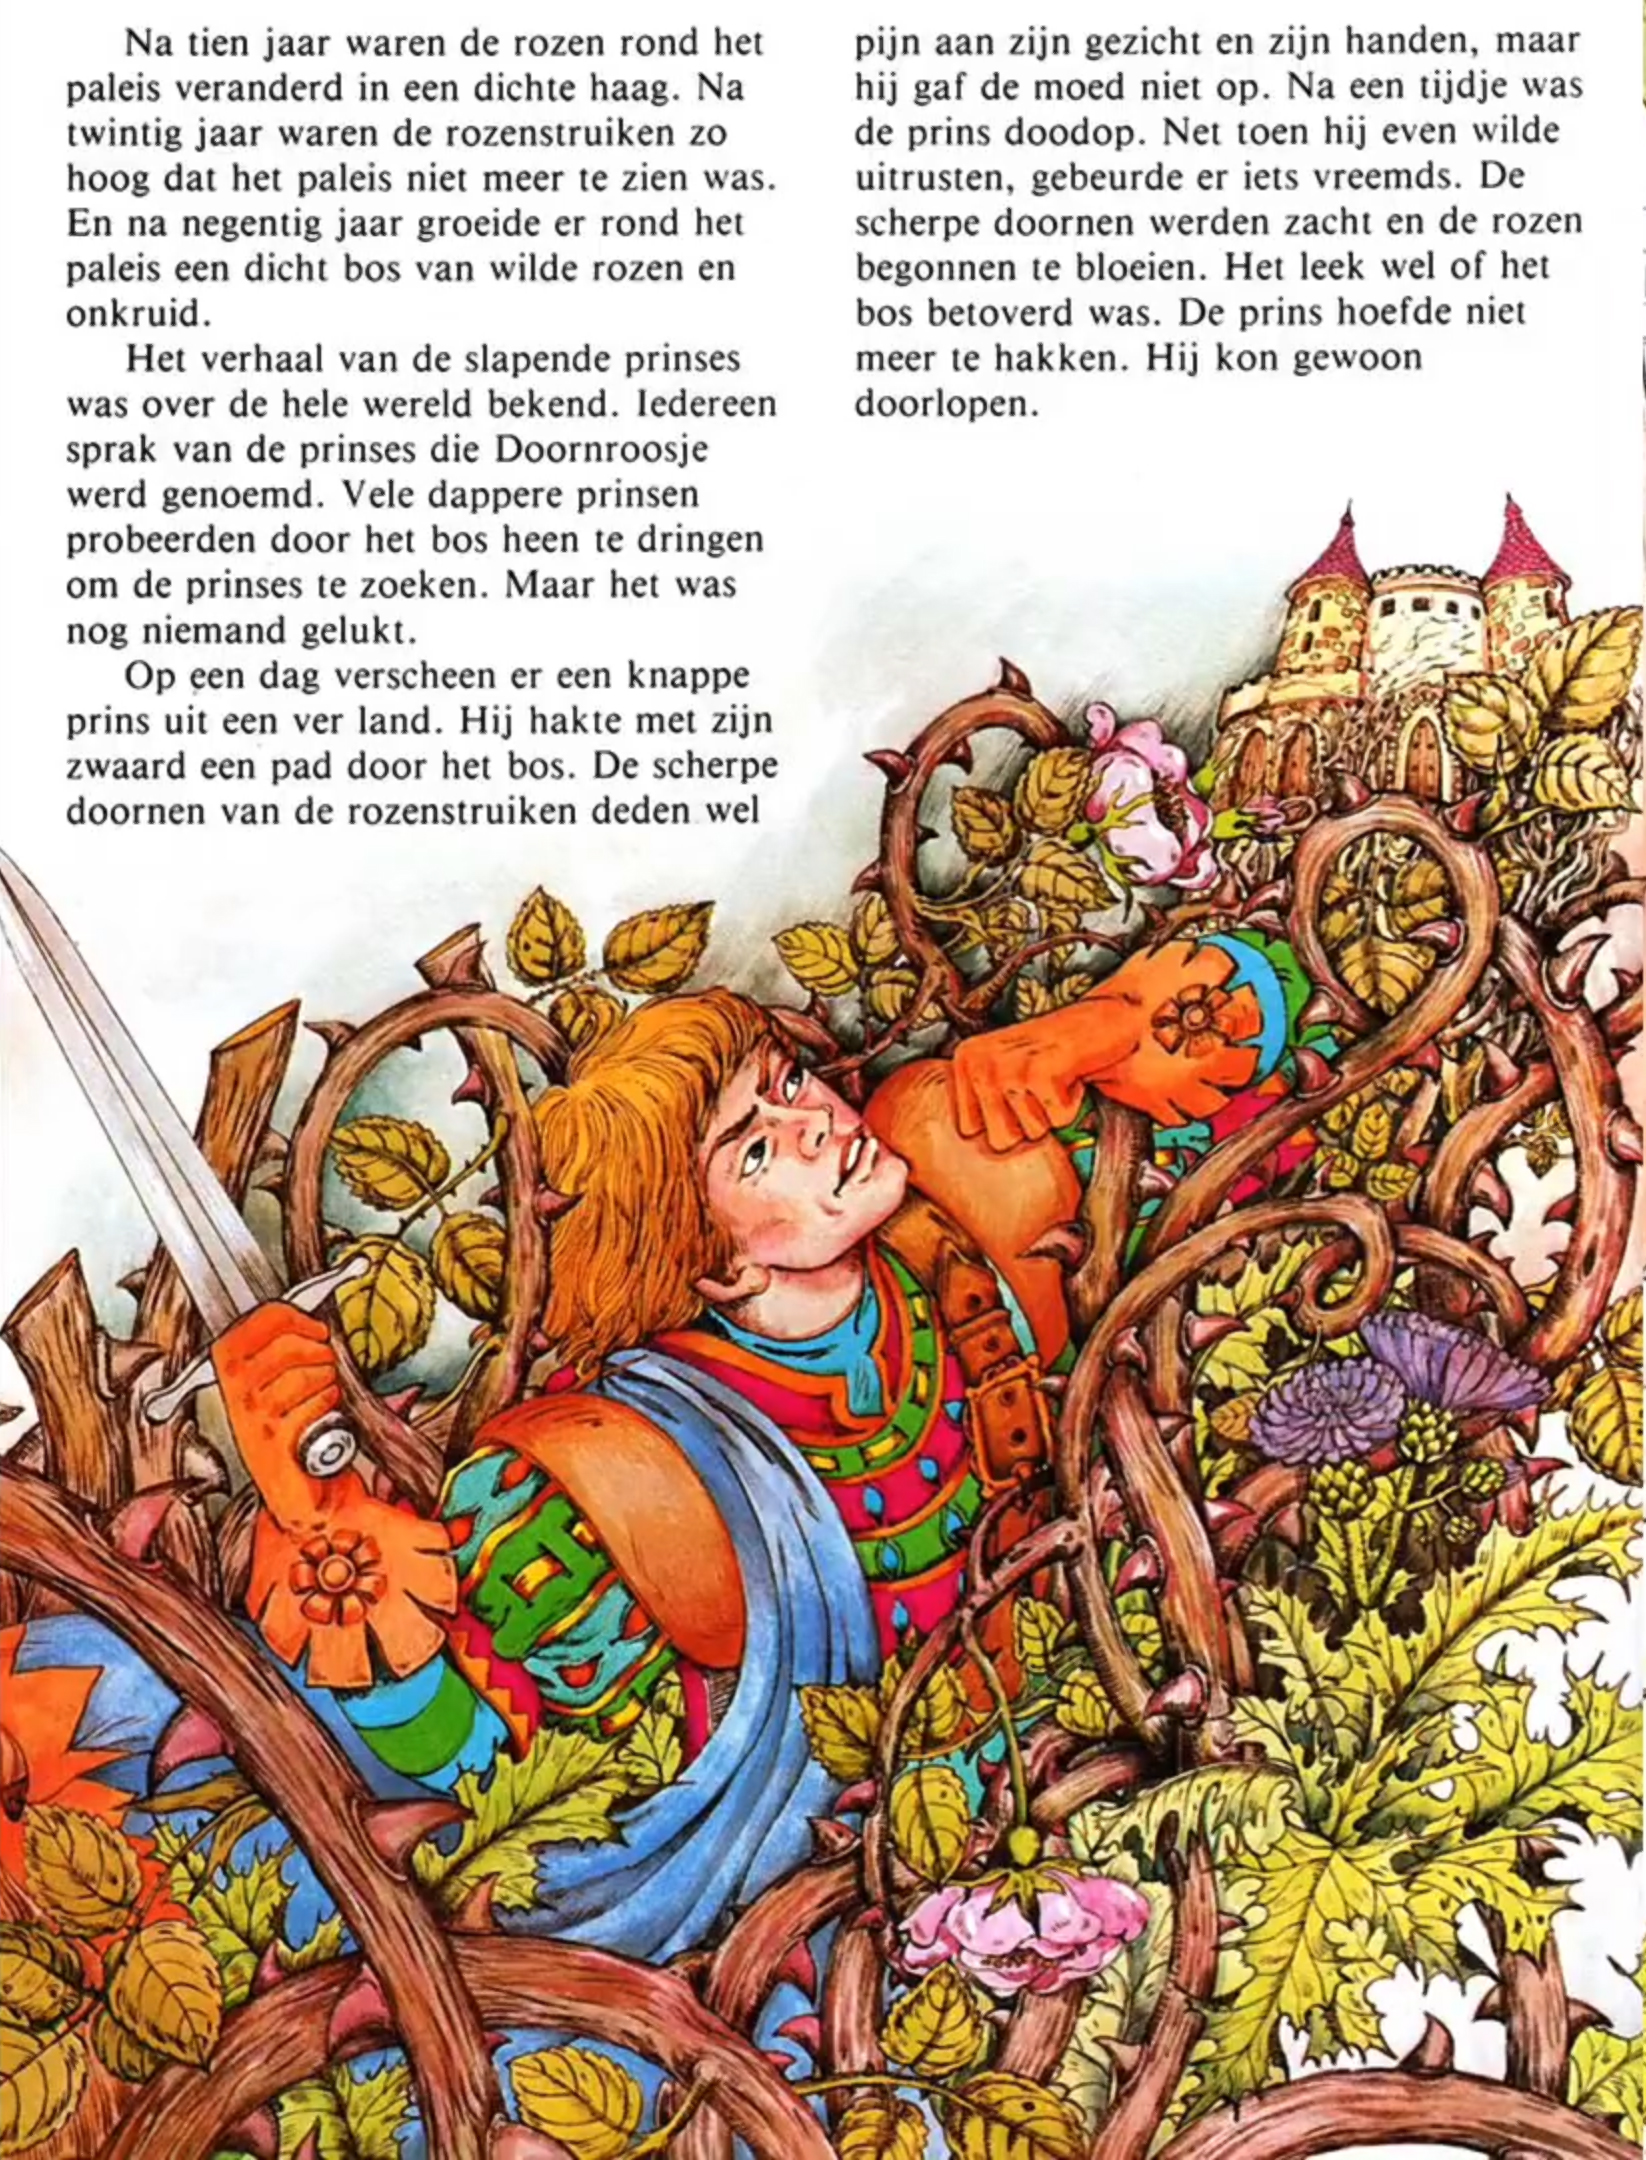 Na tien jaar waren de rozen rond het
paleis veranderd in een dichte haag. Na
twintig jaar waren de rozenstruiken zo
hoog dat het paleis niet meer te zien was.
En na negentig jaar groeide er rond het
paleis een dicht bos van wilde rozen en
onkruid.
Het verhaal van de slapende prinses
was over de hele wereld bekend. Iedereen
sprak van de prinses die Doornroosje
werd genoemd. Vele dappere prinsen
probeerden door het bos heen te dringen
om de prinses te zoeken. Maar het was
nog niemand gelukt.
Op een dag verscheen er een knappe
prins uit een ver land. Hij hakte met zijn
zwaard een pad door het bos. De scherpe
doornen van de rozenstruiken deden wel
pijn aan zijn gezicht en zijn handen, maar
hij gaf de moed niet op. Na een tijdje was
de prins doodop. Net toen hij even wilde
uitrusten, gebeurde er iets vreemds. De
scherpe doornen werden zacht en de rozen
begonnen te bloeien. Het leek wel of het
bos betoverd was. De prins hoefde niet
meer te hakken. Hij kon gewoon
doorlopen.